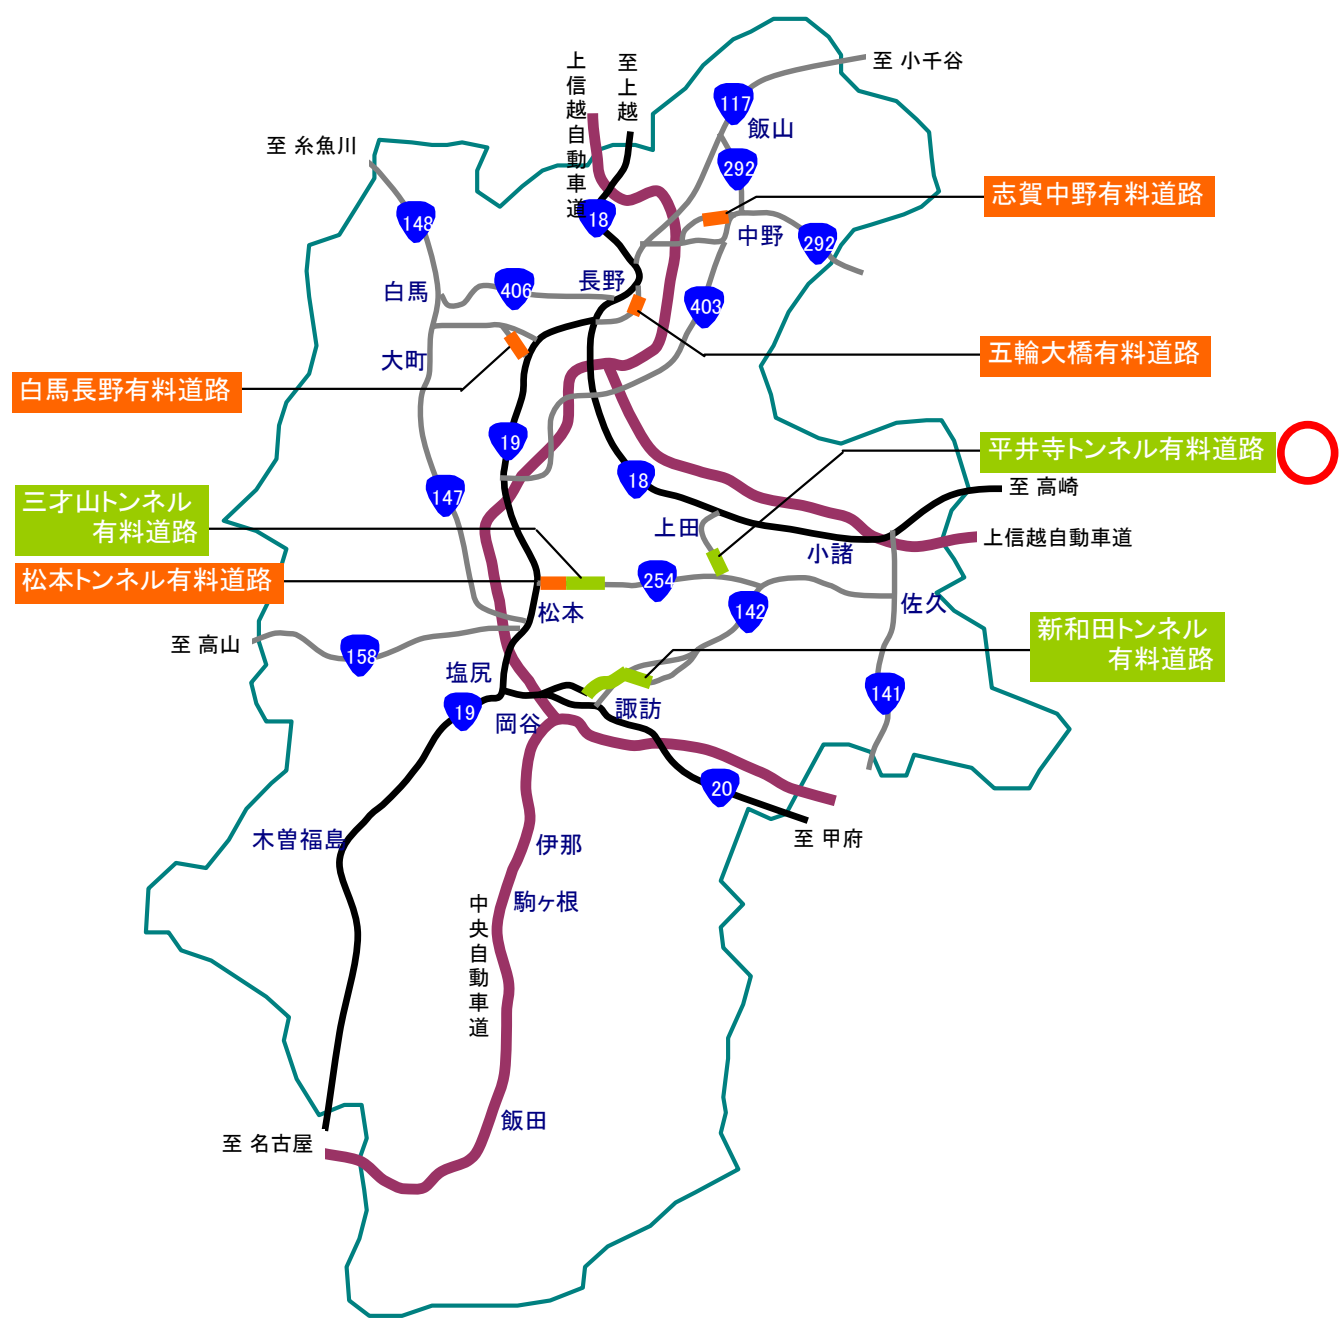 上信越自動車道
至上越
至 小千谷
117
飯山
至 糸魚川
292
志賀中野有料道路
148
18
中野
292
長野
白馬
406
403
五輪大橋有料道路
大町
白馬長野有料道路
19
平井寺トンネル有料道路
18
至 高崎
三才山トンネル
有料道路
147
上田
小諸
上信越自動車道
松本トンネル有料道路
254
松本
142
佐久
新和田トンネル
有料道路
至 高山
158
塩尻
141
19
岡谷
諏訪
20
至 甲府
木曽福島
伊那
駒ヶ根
中央自動車道
飯田
至 名古屋